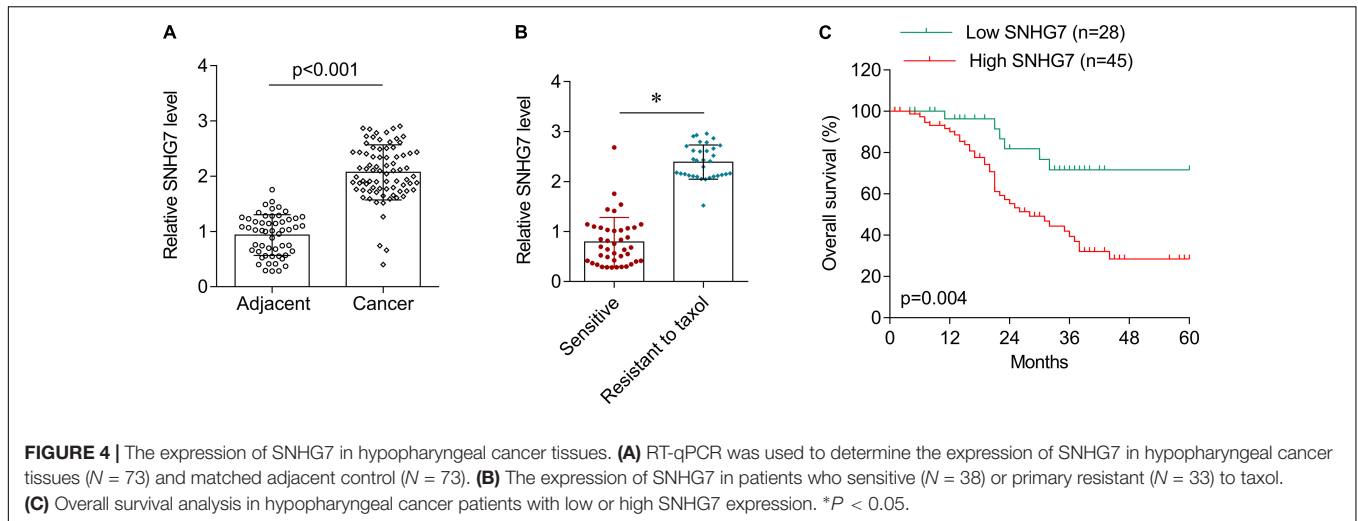 A
Relative SNHG7 level
4
3
2
1
0
p<0.001
Adjacent
Cancer
B
Relative SNHG7 level
4
3
2
1
0
*
Sensitive
Resistant to taxol
C
Low SNHG7 (n=28)
High SNHG7 (n=45)
Overall survival (%)
120
100
80
60
40
20
0
p=0.004
0 12 24 36 48 60
Months
FIGURE 4 | The expression of SNHG7 in hypopharyngeal cancer tissues. (A) RT-qPCR was used to determine the expression of SNHG7 in hypopharyngeal cancer
tissues (N = 73) and matched adjacent control (N = 73). (B) The expression of SNHG7 in patients who sensitive (N = 38) or primary resistant (N = 33) to taxol.
(C) Overall survival analysis in hypopharyngeal cancer patients with low or high SNHG7 expression. *P < 0.05.